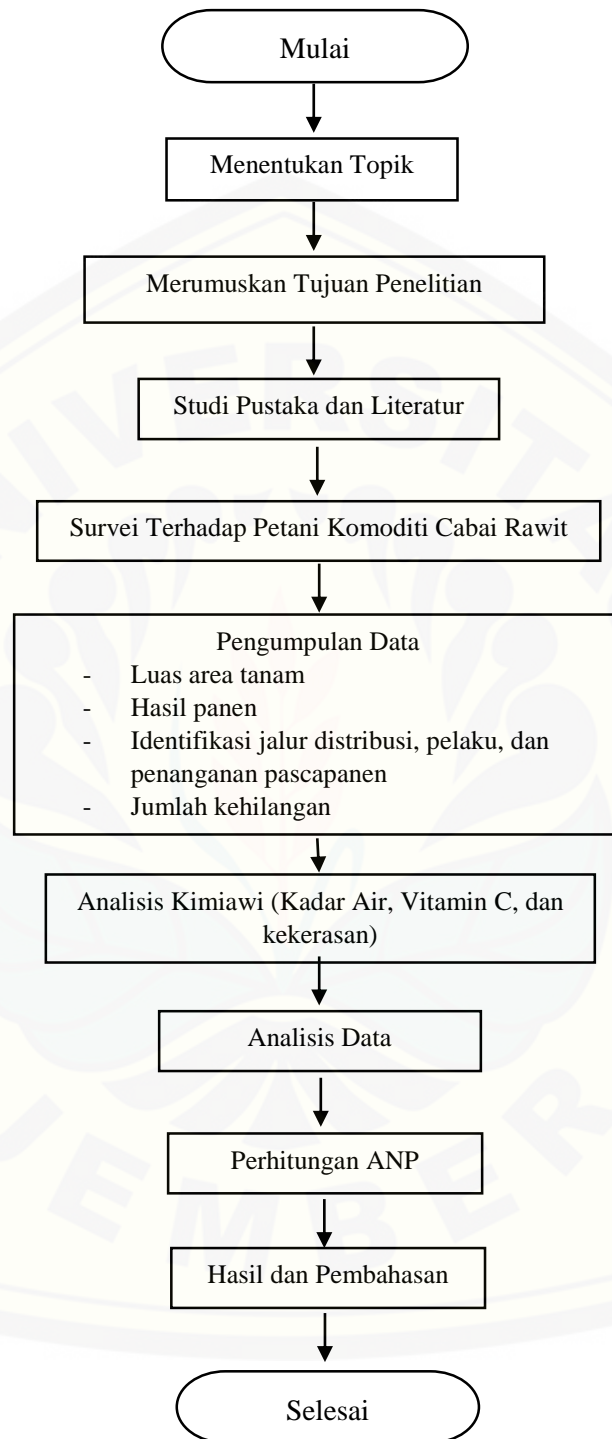 Mulai
Menentukan Topik
Merumuskan Tujuan Penelitian
Studi Pustaka dan Literatur
Survei Terhadap Petani Komoditi Cabai Rawit
Pengumpulan Data
- Luas area tanam
- Hasil panen
- Identifikasi jalur distribusi, pelaku, dan
penanganan pascapanen
- Jumlah kehilangan
Analisis Kimiawi (Kadar Air, Vitamin C, dan
kekerasan)
Analisis Data
Perhitungan ANP
Hasil dan Pembahasan
Selesai
UNIVERSITA
JEMBER